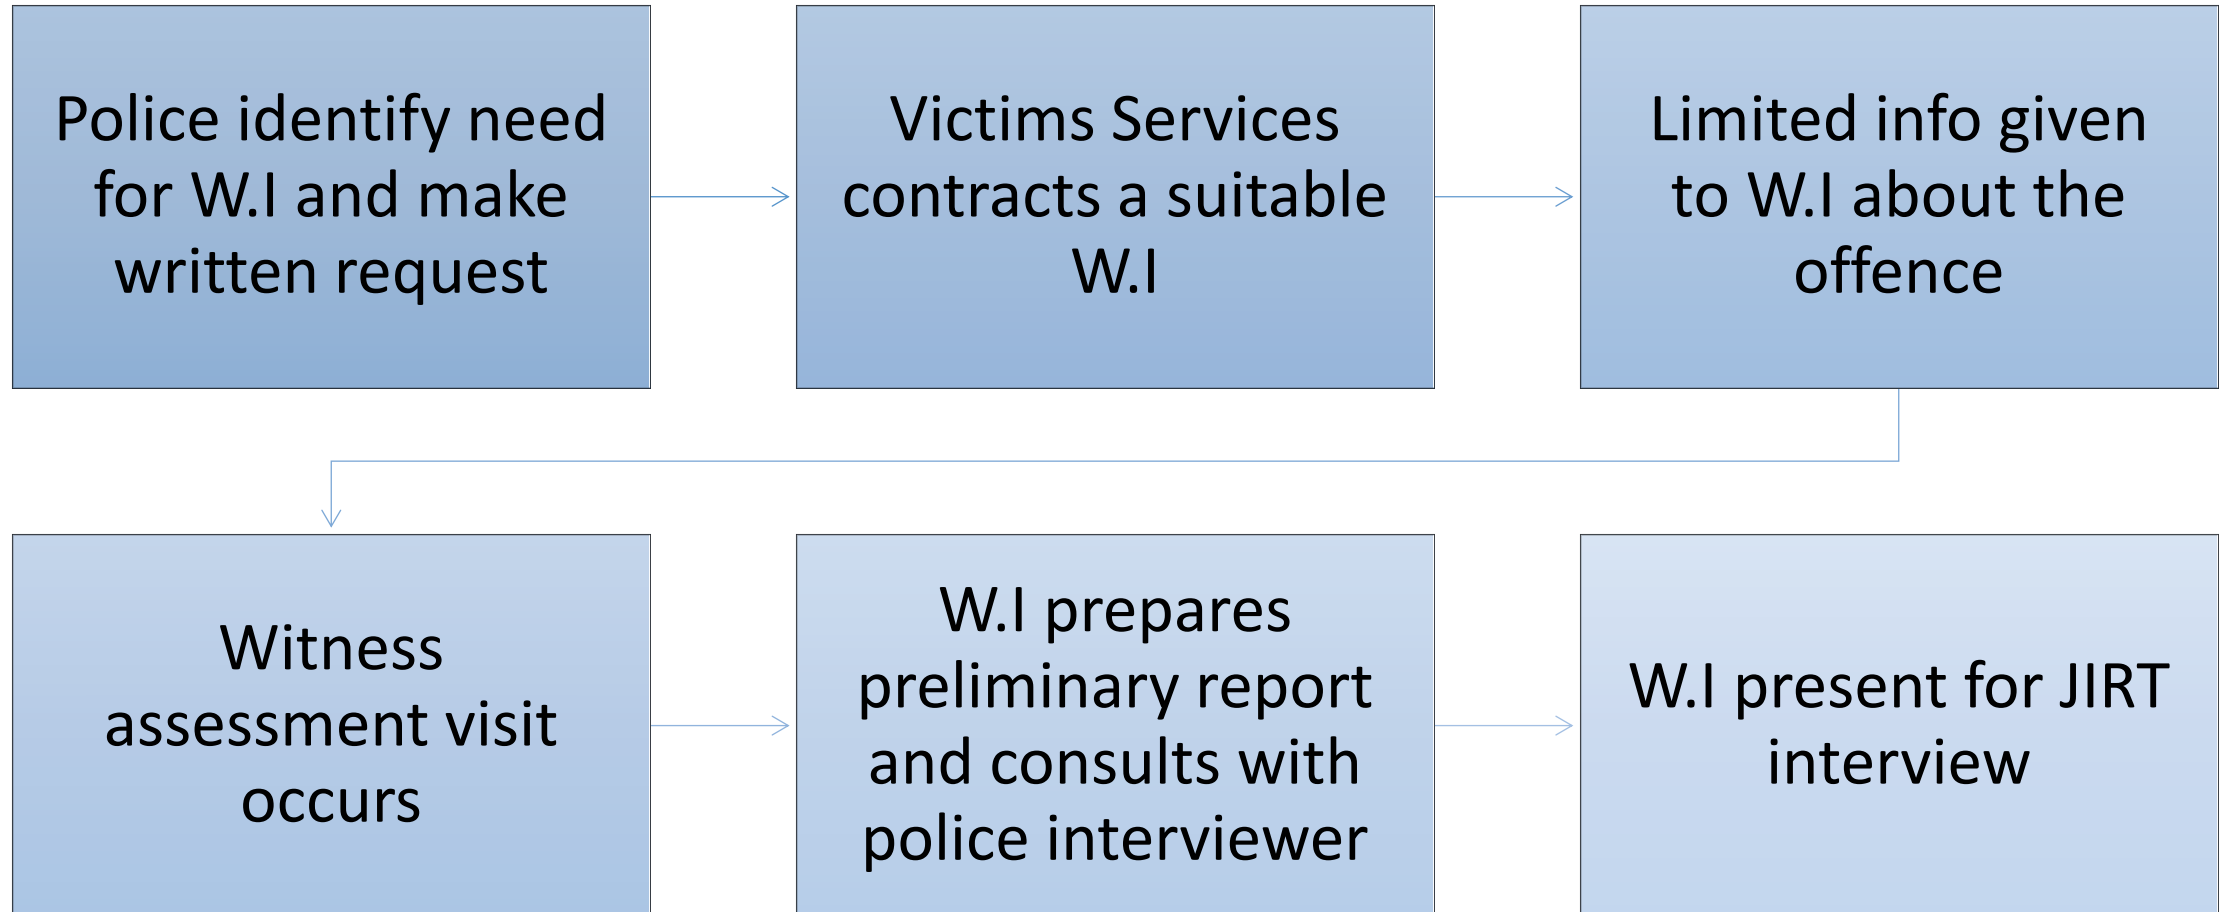 Police identify need
for W.I and make
written request
Victims Services
contracts a suitable
W.I
Limited info given
to W.I about the
offence
Witness
assessment visit
occurs
W.I prepares
preliminary report
and consults with
police interviewer
W.I present for JIRT
interview